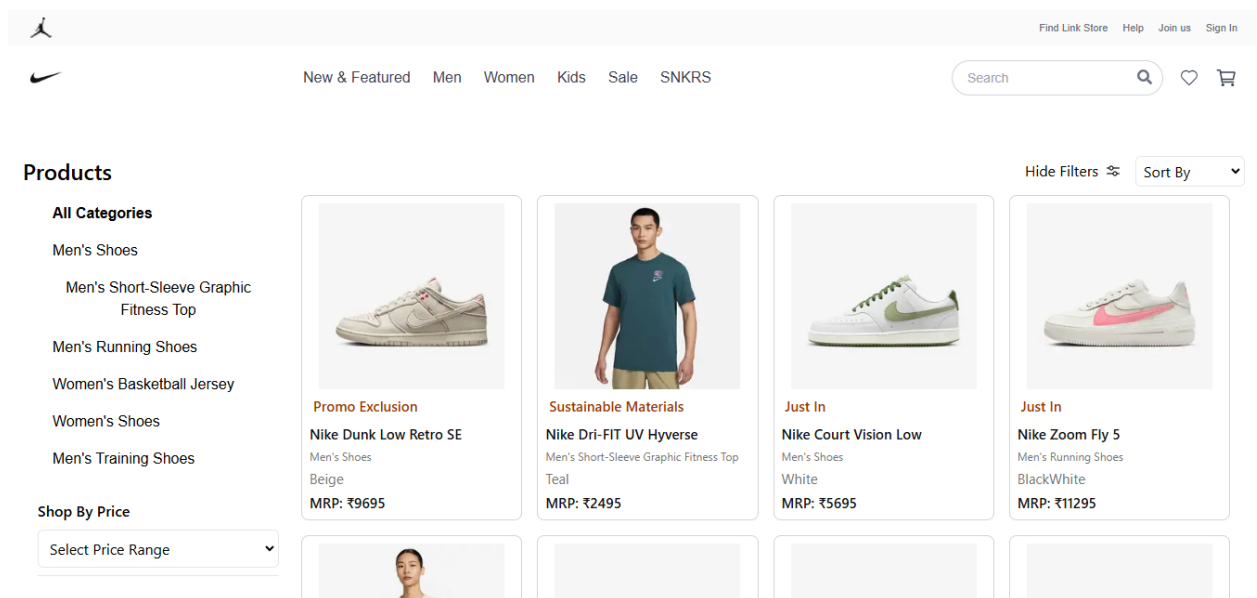 Find Link Store Help Join us Sign In
New & Featured Men Women Kids Sale SNKRS
Search
Products
Hide Filters
Sort By
All Categories
Men's Shoes
Men's Short-Sleeve Graphic
Fitness Top
Men's Running Shoes
Women's Basketball Jersey
Women's Shoes
Men's Training Shoes
Shop By Price
Select Price Range
Promo Exclusion
Nike Dunk Low Retro SE
Men's Shoes
Beige
MRP: ₹9695
Sustainable Materials
Nike Dri-FIT UV Hyverse
Men's Short-Sleeve Graphic Fitness Top
Teal
MRP: ₹2495
Just In
Nike Court Vision Low
Men's Shoes
White
MRP: ₹5695
Just In
Nike Zoom Fly 5
Men's Running Shoes
BlackWhite
MRP: ₹11295